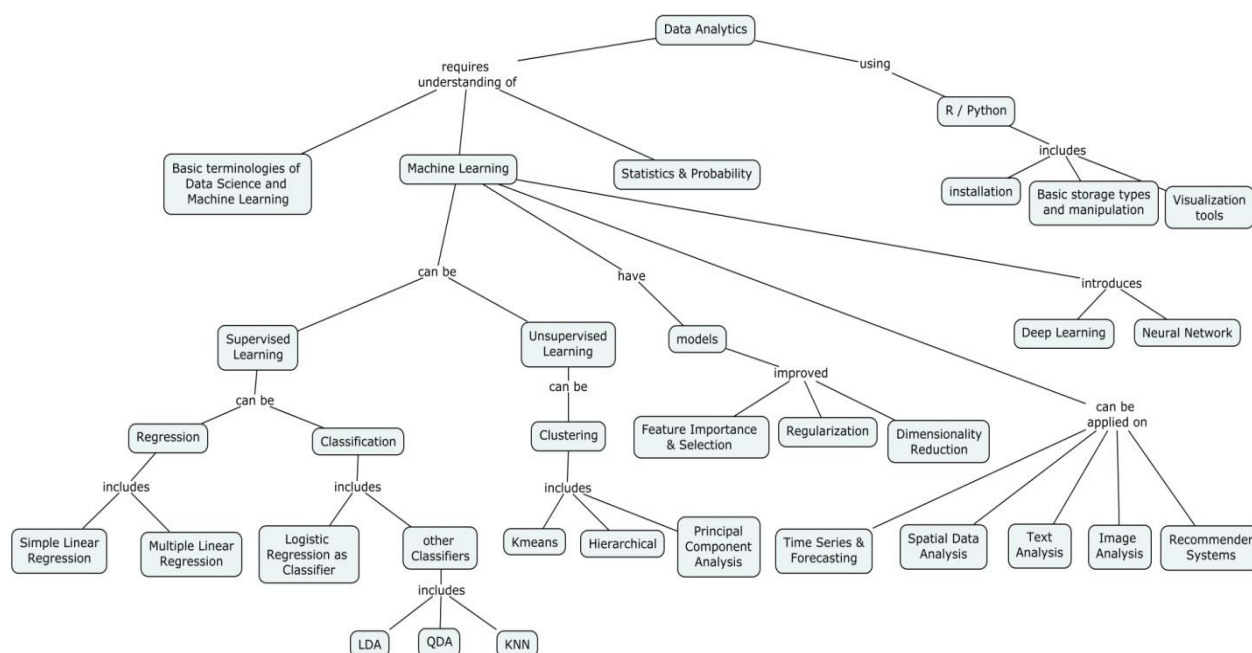 Data Analytics
requires
understanding of
using
R / Python
includes
installation
Basic storage types
and manipulation
Visualization
tools
Basic terminologies of
Data Science and
Machine Learning
Machine Learning
Statistics & Probability
can be
have
introduces
Deep Learning
Neural Network
Supervised
Learning
Unsupervised
Learning
models
can be
can be
improved
can be
applied on
Regression
Classification
Clustering
Feature Importance
& Selection
Regularization
Dimensionality
Reduction
includes
includes
includes
Simple Linear
Regression
Multiple Linear
Regression
Logistic
Regression as
Classifier
other
Classifiers
Kmeans
Hierarchical
Principal
Component
Analysis
Time Series &
Forecasting
Spatial Data
Analysis
Text
Analysis
Image
Analysis
Recommender
Systems
includes
LDA
QDA
KNN